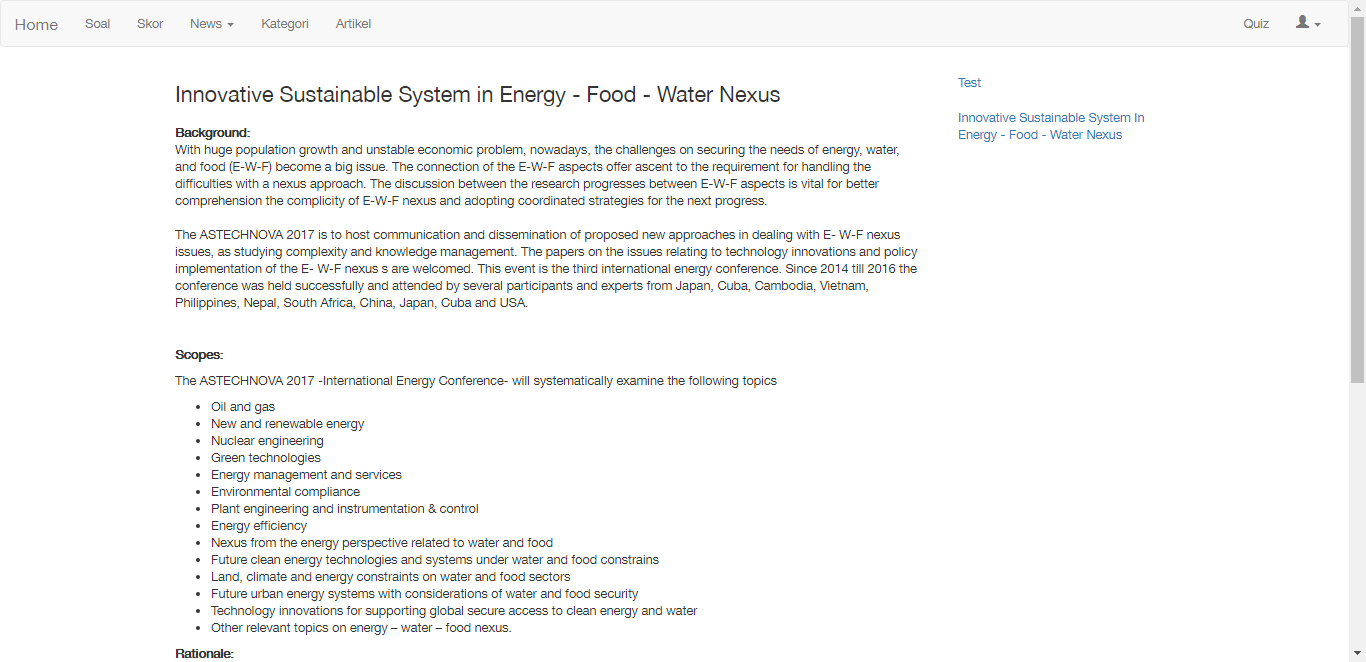 Home Soal Skor News Kategori Artikel Quiz
Innovative Sustainable System in Energy - Food - Water Nexus
Background:
With huge population growth and unstable economic problem, nowadays, the challenges on securing the needs of energy, water,
and food (E-W-F) become a big issue. The connection of the E-W-F aspects offer ascent to the requirement for handling the
difficulties with a nexus approach. The discussion between the research progresses between E-W-F aspects is vital for better
comprehension the complicity of E-W-F nexus and adopting coordinated strategies for the next progress.
The ASTECHNOVA 2017 is to host communication and dissemination of proposed new approaches in dealing with E- W-F nexus
issues, as studying complexity and knowledge management. The papers on the issues relating to technology innovations and policy
implementation of the E- W-F nexus s are welcomed. This event is the third international energy conference. Since 2014 till 2016 the
conference was held successfully and attended by several participants and experts from Japan, Cuba, Cambodia, Vietnam,
Philippines, Nepal, South Africa, China, Japan, Cuba and USA.
Scopes:
The ASTECHNOVA 2017 -International Energy Conference- will systematically examine the following topics
• Oil and gas
• New and renewable energy
• Nuclear engineering
• Green technologies
• Energy management and services
• Environmental compliance
• Plant engineering and instrumentation & control
• Energy efficiency
• Nexus from the energy perspective related to water and food
• Future clean energy technologies and systems under water and food constrains
• Land, climate and energy constraints on water and food sectors
• Future urban energy systems with considerations of water and food security
• Technology innovations for supporting global secure access to clean energy and water
• Other relevant topics on energy – water – food nexus.
Rationale:
Test
Innovative Sustainable System In
Energy - Food - Water Nexus